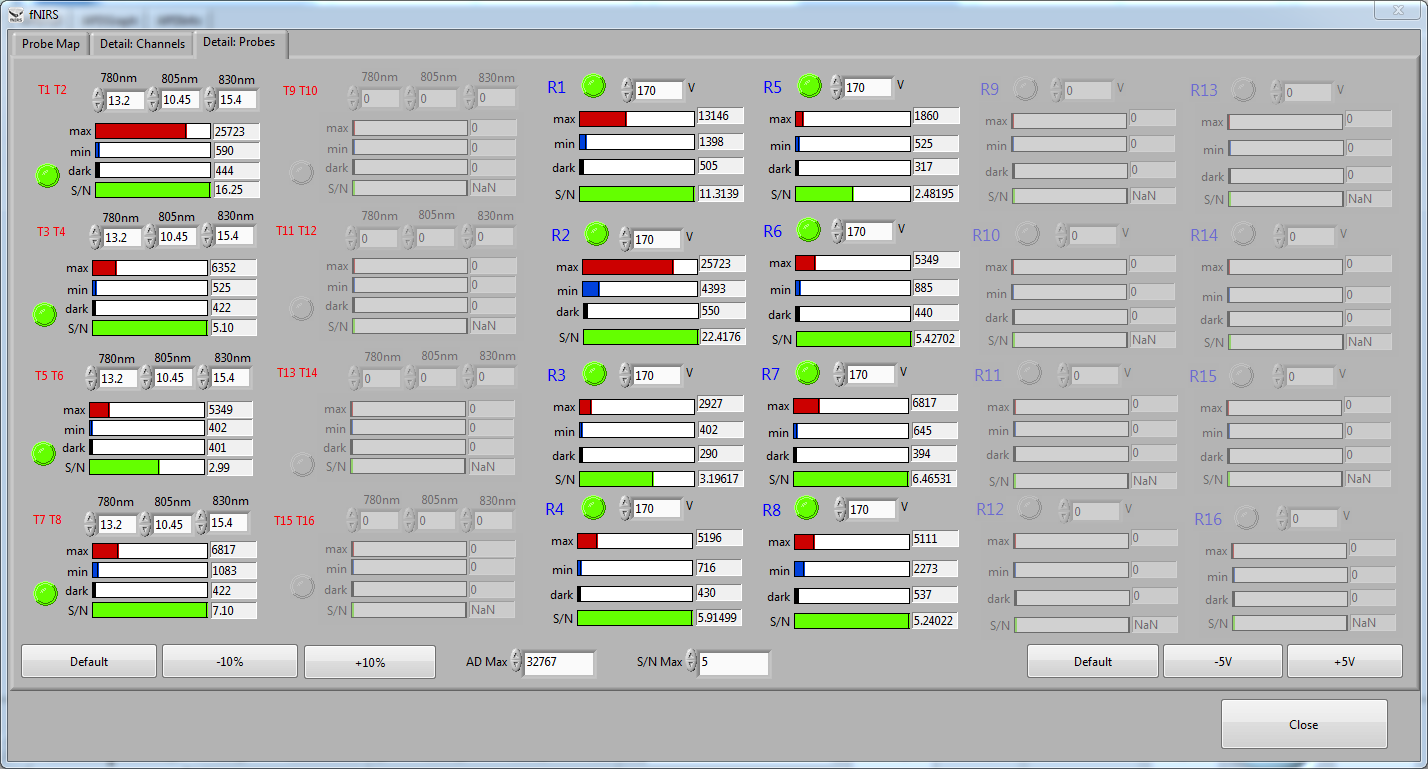 fNIRS
Probe Map Detail: Channels Detail: Probes
T1 T2
780nm 805nm 830nm
13.2 10.45 15.4
max 25723
min 590
dark 444
S/N 16.25
T3 T4
780nm 805nm 830nm
13.2 10.45 15.4
max 6352
min 525
dark 422
S/N 5.10
T5 T6
780nm 805nm 830nm
13.2 10.45 15.4
max 5349
min 402
dark 401
S/N 2.99
T7 T8
780nm 805nm 830nm
13.2 10.45 15.4
max 6817
min 1083
dark 422
S/N 7.10
T9 T10
780nm 805nm 830nm
0 0 0
max 0
min 0
dark 0
S/N NaN
T11 T12
780nm 805nm 830nm
0 0 0
max 0
min 0
dark 0
S/N NaN
T13 T14
780nm 805nm 830nm
0 0 0
max 0
min 0
dark 0
S/N NaN
T15 T16
780nm 805nm 830nm
0 0 0
max 0
min 0
dark 0
S/N NaN
R1 170 V
max 13146
min 1398
dark 505
S/N 11.3139
R2 170 V
max 25723
min 4393
dark 550
S/N 22.4176
R3 170 V
max 2927
min 402
dark 290
S/N 3.19617
R4 170 V
max 5196
min 716
dark 430
S/N 5.91499
R5 170 V
max 1860
min 525
dark 317
S/N 2.48195
R6 170 V
max 5349
min 885
dark 440
S/N 5.42702
R7 170 V
max 6817
min 645
dark 394
S/N 6.46531
R8 170 V
max 5111
min 2273
dark 537
S/N 5.24022
R9 0 V
max 0
min 0
dark 0
S/N NaN
R10 0 V
max 0
min 0
dark 0
S/N NaN
R11 0 V
max 0
min 0
dark 0
S/N NaN
R12 0 V
max 0
min 0
dark 0
S/N NaN
R13 0 V
max 0
min 0
dark 0
S/N NaN
R14 0 V
max 0
min 0
dark 0
S/N NaN
R15 0 V
max 0
min 0
dark 0
S/N NaN
R16 0 V
max 0
min 0
dark 0
S/N NaN
Default -10% +10% AD Max 32767 S/N Max 5 Default -5V +5V
Close